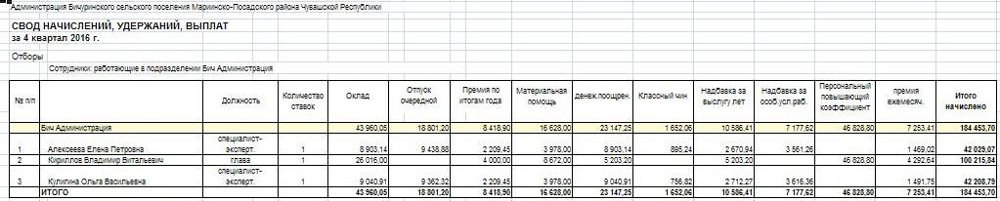 Администрация Бичуринского сельского поселения Мариинско-Посадского района Чувашской Республики
СВОД НАЧИСЛЕНИЙ, УДЕРЖАНИЙ, ВЫПЛАТ
за 4 квартал 2016 г.
Отборы
Сотрудники: работающие в подразделении Бич Администрация
№ п/п Должность Количество ставок Оклад Отпуск очередной Премия по итогам года Материальная помощь денеж.поощрен. Классный чин Надбавка за выслугу лет Надбавка за особ.усл.раб. Персональный повышающий коэффициент премия ежемесяч. Итого начислено
Бич Администрация 43 960,05 18 801,20 8 418,90 16 628,00 23 147,25 1 652,06 10 586,41 7 177,62 46 828,80 7 253,41 184 453,70
1 Алексеева Елена Петровна специалист-эксперт. 1 8 903,14 9 438,88 2 209,45 3 978,00 8 903,14 895,24 2 670,94 3 561,26 1 469,02 42 029,07
2 Кириллов Владимир Витальевич глава 1 26 016,00 4 000,00 8 672,00 5 203,20 5 203,20 46 828,80 4 292,64 100 215,84
3 Кулигина Ольга Васильевна специалист-эксперт. 1 9 040,91 9 362,32 2 209,45 3 978,00 9 040,91 756,82 2 712,27 3 616,36 1 491,75 42 208,79
ИТОГО 43 960,05 18 801,20 8 418,90 16 628,00 23 147,25 1 652,06 10 586,41 7 177,62 46 828,80 7 253,41 184 453,70